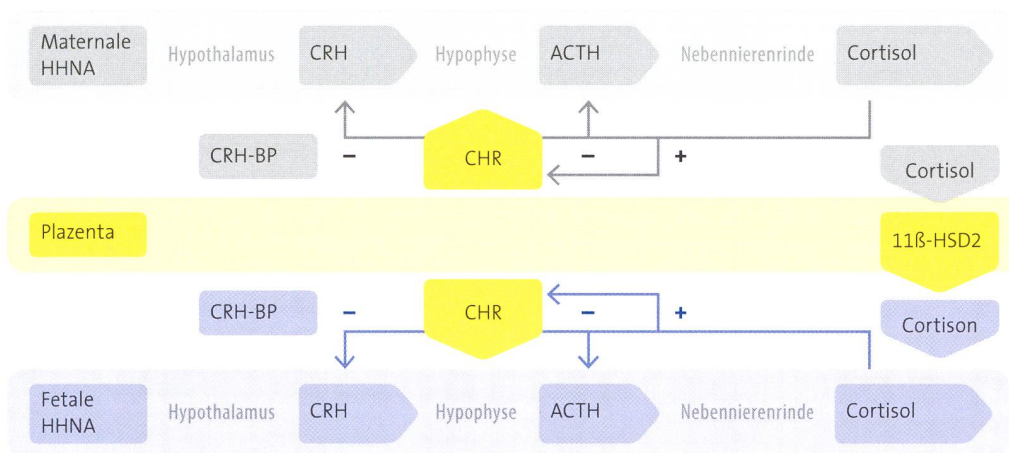 Maternale
HHNA
Hypothalamus
CRH
Hypophyse
ACTH
Nebennierenrinde
Cortisol
CRH-BP
–
CHR
–
+
Cortisol
Plazenta
11ß-HSD2
CRH-BP
–
CHR
–
+
Cortison
Fetale
HHNA
Hypothalamus
CRH
Hypophyse
ACTH
Nebennierenrinde
Cortisol